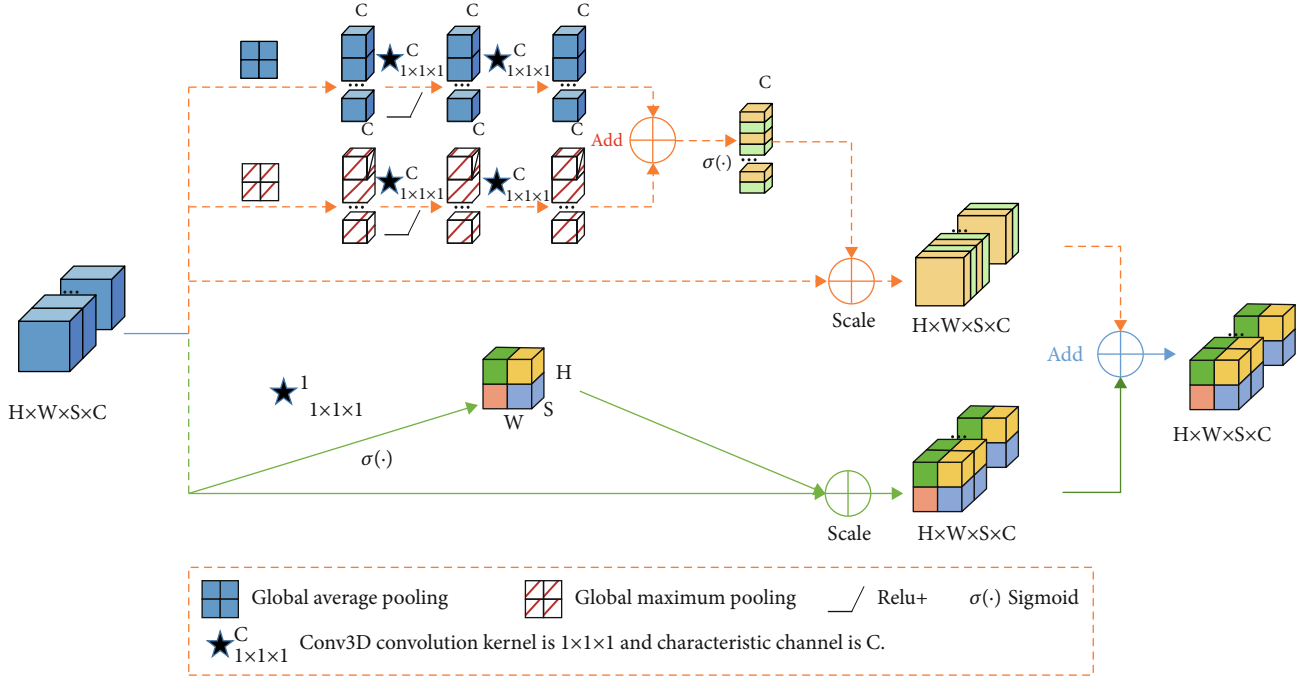 C C C
C
1×1×1
C
1×1×1
...
...
...
C C C
C
Add
σ(·)
...
C
1×1×1
C
1×1×1
...
...
...
...
...
Scale
H×W×S×C
...
H×W×S×C
1
1×1×1
H
W
S
σ(·)
Add
...
H×W×S×C
...
Scale
H×W×S×C
Global average pooling
Global maximum pooling
Relu+
σ(·) Sigmoid
C
1×1×1
Conv3D convolution kernel is 1×1×1 and characteristic channel is C.